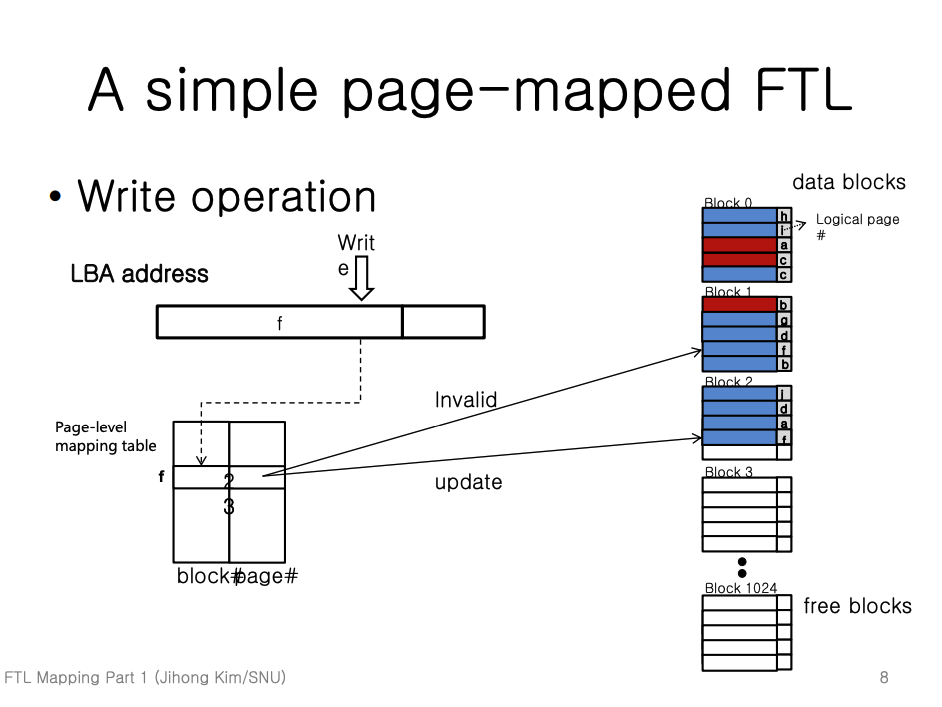 A simple page-mapped FTL
• Write operation
data blocks
Block 0
h
i
a
c
c
Logical page
#
Writ
e
LBA address
f
Block 1
b
g
d
f
b
Invalid
Block 2
i
d
a
f
Page-level
mapping table
f
2
3
update
Block 3
block#
page#
Block 1024
free blocks
FTL Mapping Part 1 (Jihong Kim/SNU)
8